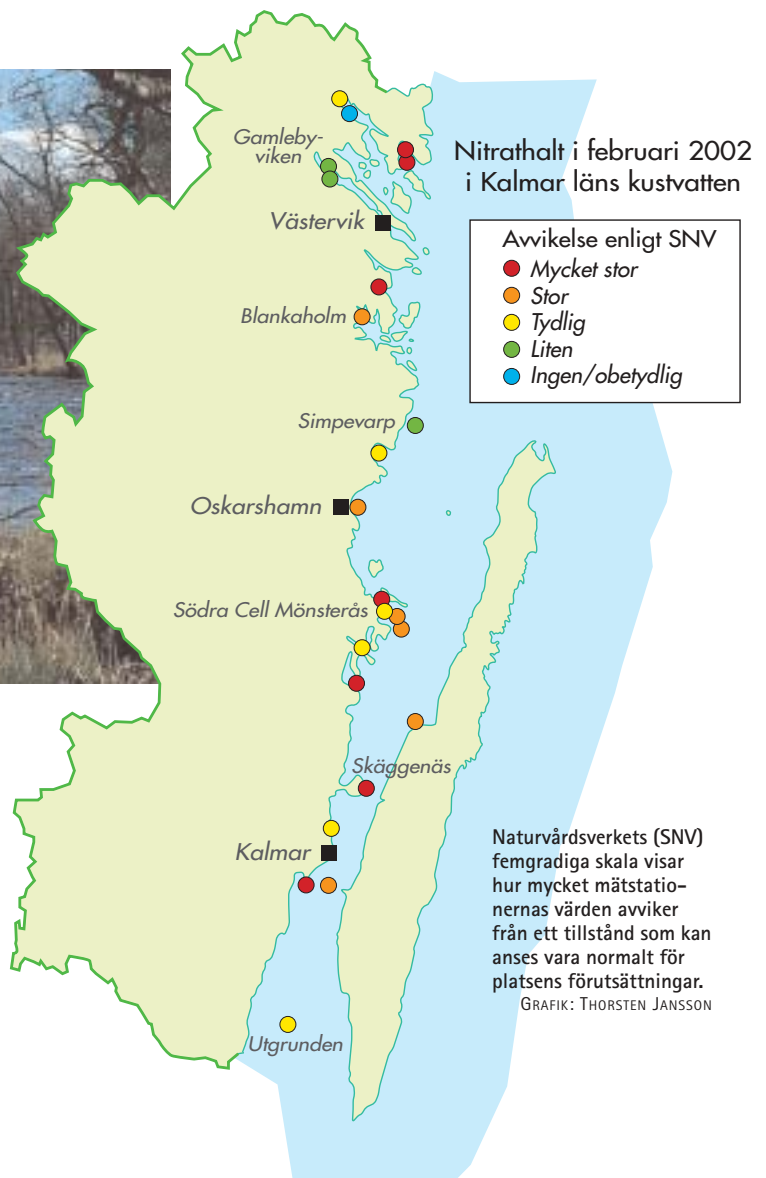 Nitrathalt i februari 2002
i Kalmar läns kustvatten
Avvikelse enligt SNV
Mycket stor
Stor
Tydlig
Liten
Ingen/obetydlig
Gamleby-
viken
Västervik
Blankaholm
Simpevarp
Oskarshamn
Södra Cell Mönsterås
Skäggenäs
Kalmar
Utgrunden
Naturvårdsverkets (SNV)
femgradiga skala visar
hur mycket mätstatio-
nernas värden avviker
från ett tillstånd som kan
anses vara normalt för
platsens förutsättningar.
GRAFIK: THORSTEN JANSSON